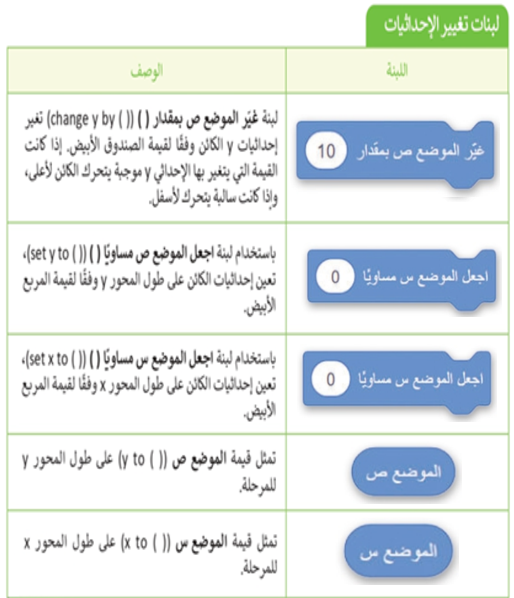 لبنات تغيير الإحداثيات
اللبنة
الوصف
غيّر الموضع ص بمقدار 10
لبنة غيّر الموضع ص بمقدار ( ) (change y by ( )) تغير
إحداثيات y الكائن وفقًا لقيمة الصندوق الأبيض. إذا كانت
القيمة التي يتغير بها الإحداثي y موجبة يتحرك الكائن لأعلى،
وإذا كانت سالبة يتحرك لأسفل.
اجعل الموضع س مساويًا 0
باستخدام لبنة اجعل الموضع ص مساويًا ( ) (set y to ( ))،
تعين إحداثيات الكائن على طول المحور y وفقًا لقيمة المربع
الأبيض.
اجعل الموضع س مساويًا 0
باستخدام لبنة اجعل الموضع س مساويًا ( ) (set x to ( ))،
تعين إحداثيات الكائن على طول المحور x وفقًا لقيمة المربع
الأبيض.
الموضع ص
تمثل قيمة الموضع ص (y to ( )) على طول المحور y
للمرحلة.
الموضع س
تمثل قيمة الموضع س (x to ( )) على طول المحور x
للمرحلة.